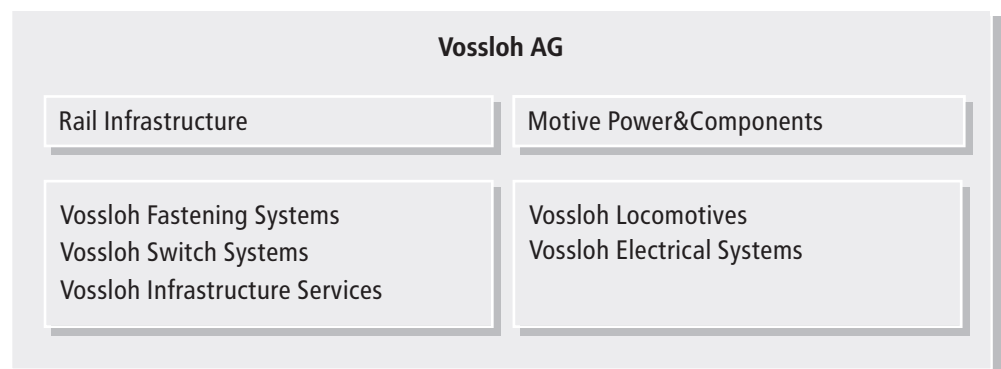 Vossloh AG
Rail Infrastructure
Motive Power&Components
Vossloh Fastening Systems
Vossloh Switch Systems
Vossloh Infrastructure Services
Vossloh Locomotives
Vossloh Electrical Systems